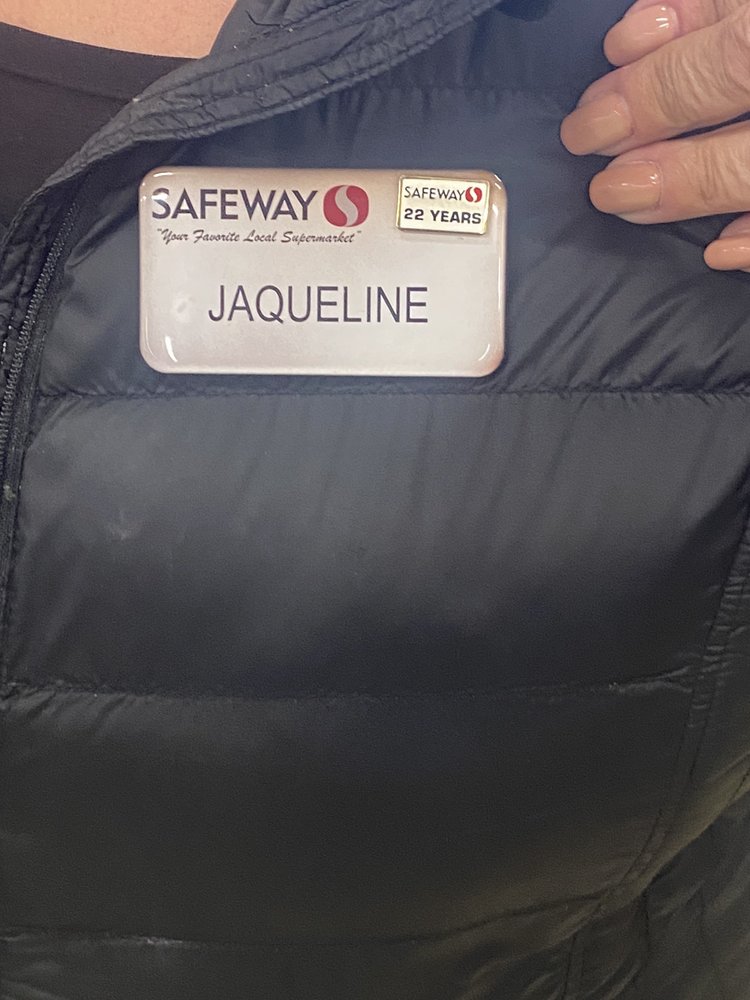 SAFEWAY
"Your Favorite Local Supermarket"
SAFEWAY
22 YEARS
JAQUELINE